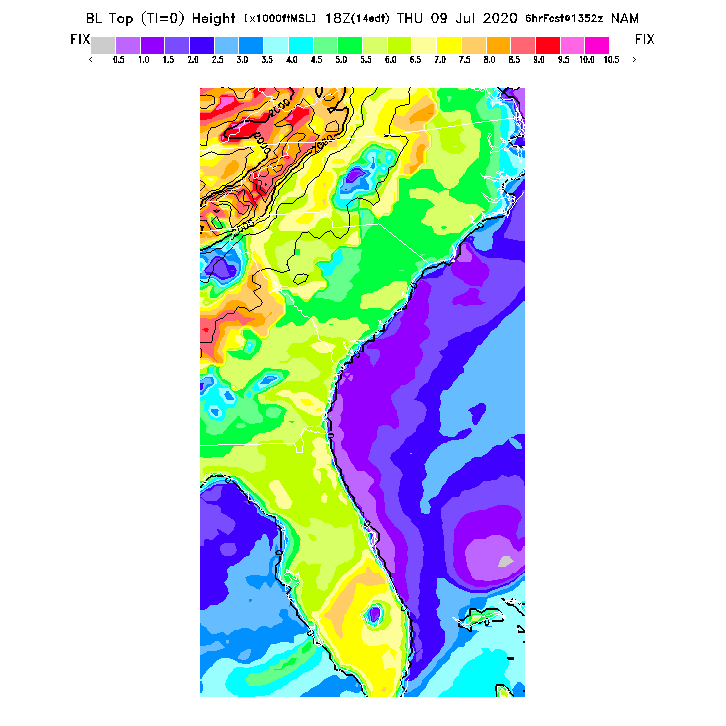 BL Top (TI=0) Height [x1000ftMSL] 18Z(14edt) THU 09 Jul 2020 6hrFcst@1352z NAM
FIX FIX
< 0.5 1.0 1.5 2.0 2.5 3.0 3.5 4.0 4.5 5.0 5.5 6.0 6.5 7.0 7.5 8.0 8.5 9.0 9.5 10.0 10.5 >
2000
2000
2000